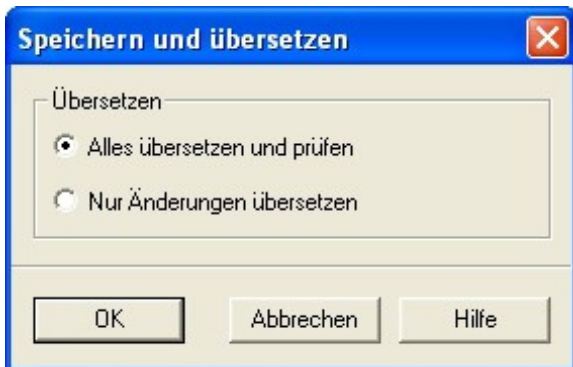 Speichern und übersetzen
Übersetzen
Alles übersetzen und prüfen
Nur Änderungen übersetzen
OK Abbrechen Hilfe